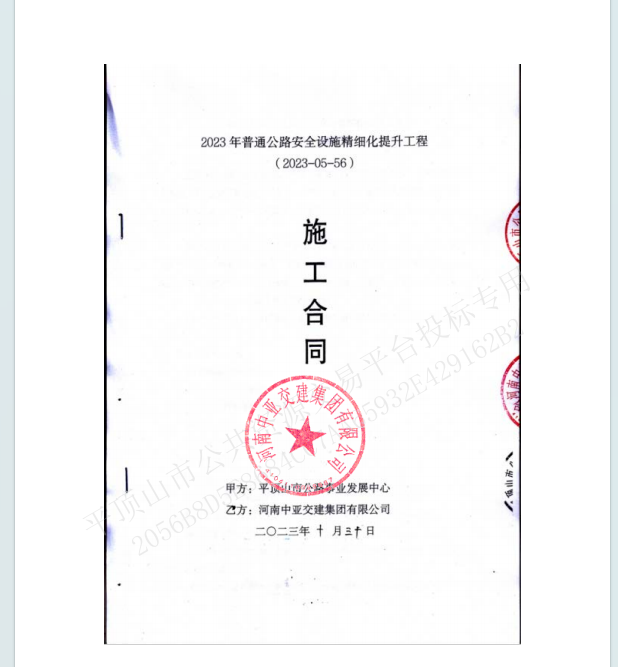 2023 年普通公路安全设施精细化提升工程
（2023-05-56）
施
工
合
同
河南中亚交建集团有限公司
甲方：平顶山市公路事业发展中心
乙方：河南中亚交建集团有限公司
二〇二三年 十 月 三十 日
平顶山市公共资源交易平台投标专用